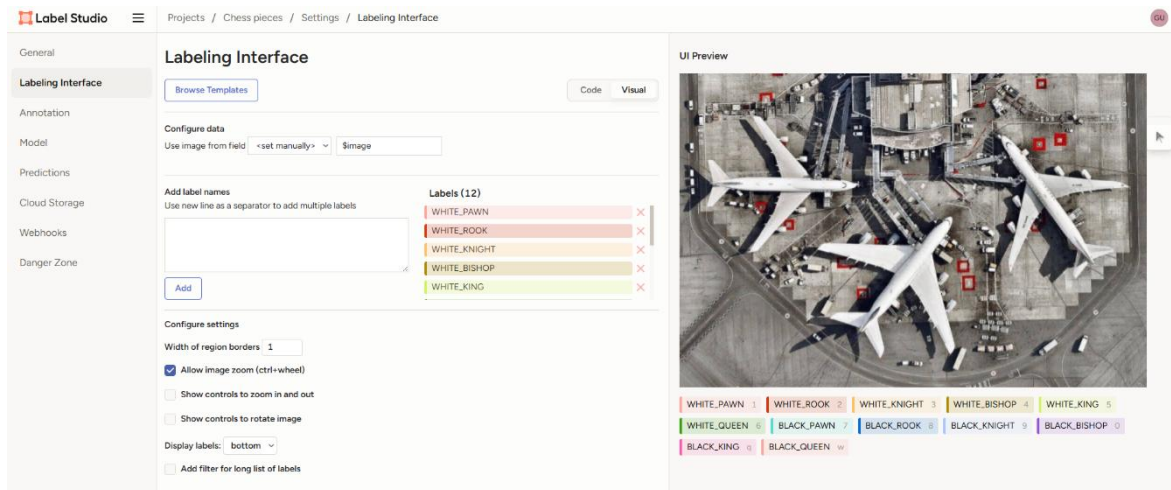 Label Studio
Projects / Chess pieces / Settings / Labeling Interface
GU
General
Labeling Interface
Annotation
Model
Predictions
Cloud Storage
Webhooks
Danger Zone
Labeling Interface
Browse Templates
Code Visual
Configure data
Use image from field <set manually> $image
Add label names
Use new line as a separator to add multiple labels
Add
Labels (12)
WHITE_PAWN
WHITE_ROOK
WHITE_KNIGHT
WHITE_BISHOP
WHITE_KING
Configure settings
Width of region borders 1
Allow image zoom (ctrl+wheel)
Show controls to zoom in and out
Show controls to rotate image
Display labels: bottom
Add filter for long list of labels
UI Preview
WHITE_PAWN 1 WHITE_ROOK 2 WHITE_KNIGHT 3 WHITE_BISHOP 4 WHITE_KING 5
WHITE_QUEEN 6 BLACK_PAWN 7 BLACK_ROOK 8 BLACK_KNIGHT 9 BLACK_BISHOP 0
BLACK_KING q BLACK_QUEEN w